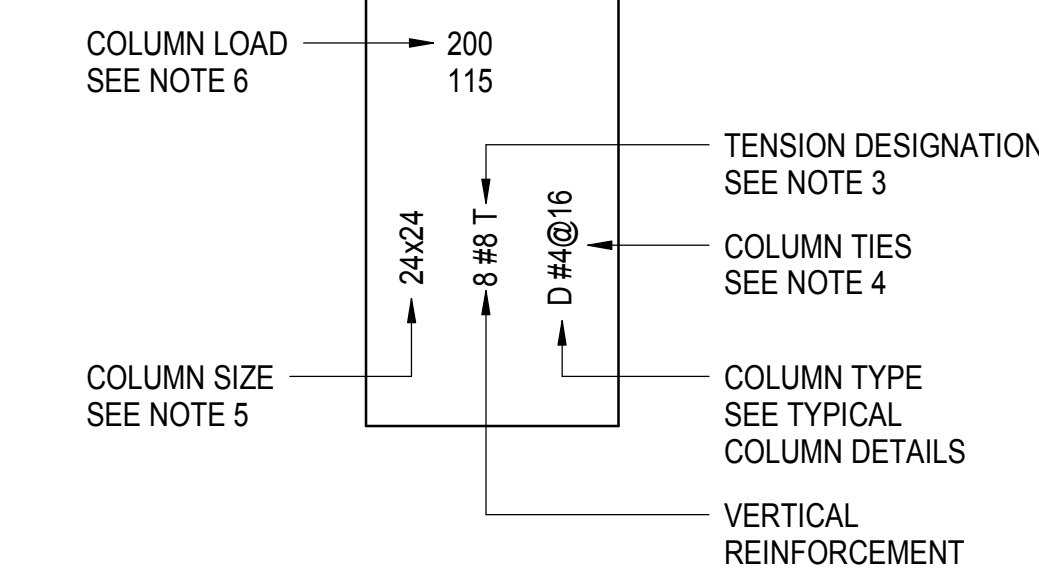 COLUMN LOAD
SEE NOTE 6
200
115
TENSION DESIGNATION
SEE NOTE 3
24x24
8 #8 T
D #4@16
COLUMN TIES
SEE NOTE 4
COLUMN SIZE
SEE NOTE 5
COLUMN TYPE
SEE TYPICAL
COLUMN DETAILS
VERTICAL
REINFORCEMENT